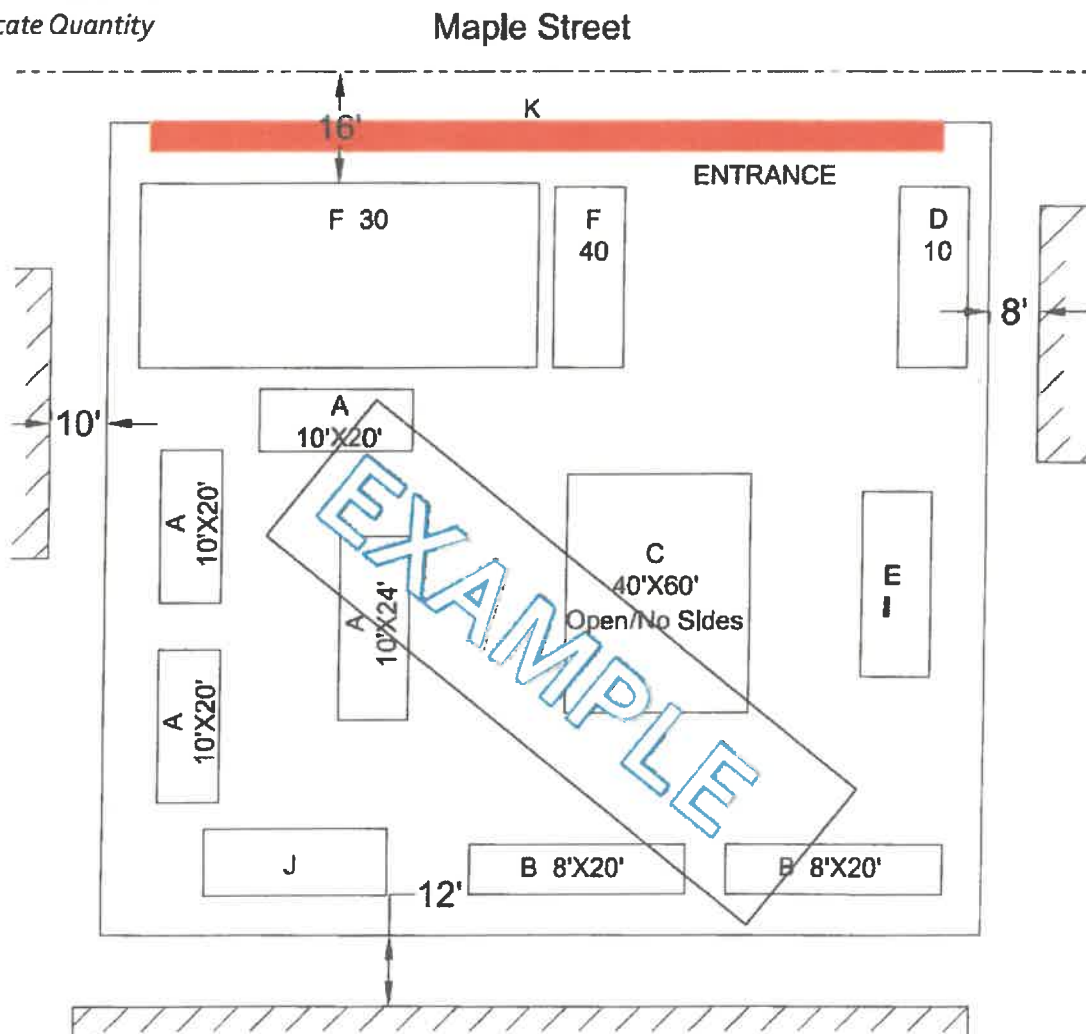 cate Quantity
Maple Street
K
16'
ENTRANCE
F 30
F
40
D
10
8'
10'
A
10'X20'
A
10'X20'
A
10'X24'
C
40'X60'
Open/No Sides
E
I
A
10'X20'
EXAMPLE
J
12'
B 8'X20'
B 8'X20'